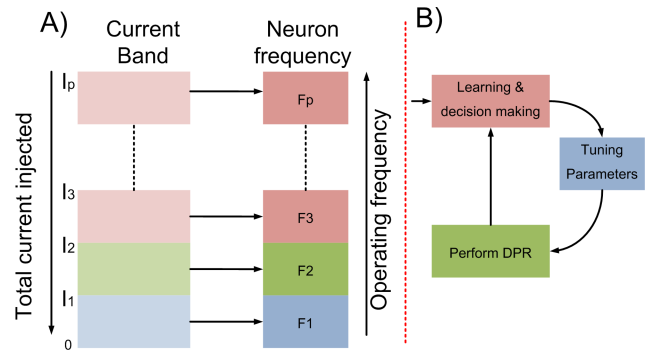 A)
Current
Band
Neuron
frequency
Total current injected
Ip
I3
I2
I1
0
Fp
F3
F2
F1
Operating frequency
B)
Learning &
decision making
Tuning
Parameters
Perform DPR